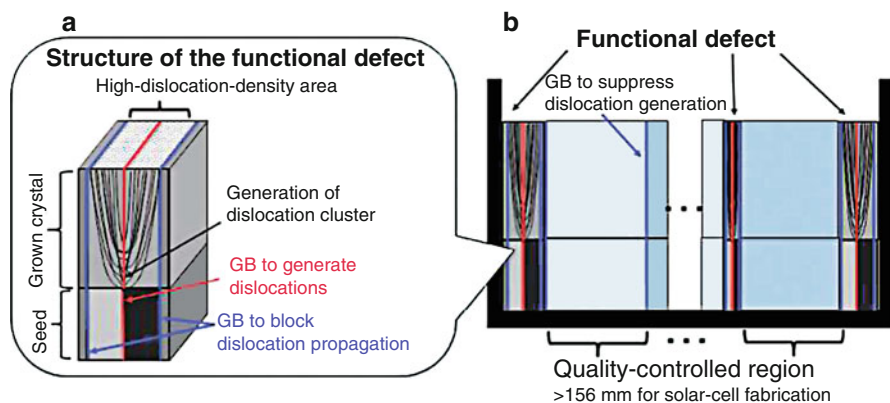 a
Structure of the functional defect
High-dislocation-density area
Grown crystal
Seed
Generation of
dislocation cluster
GB to generate
dislocations
GB to block
dislocation propagation
b
Functional defect
GB to suppress
dislocation generation
Quality-controlled region
>156 mm for solar-cell fabrication